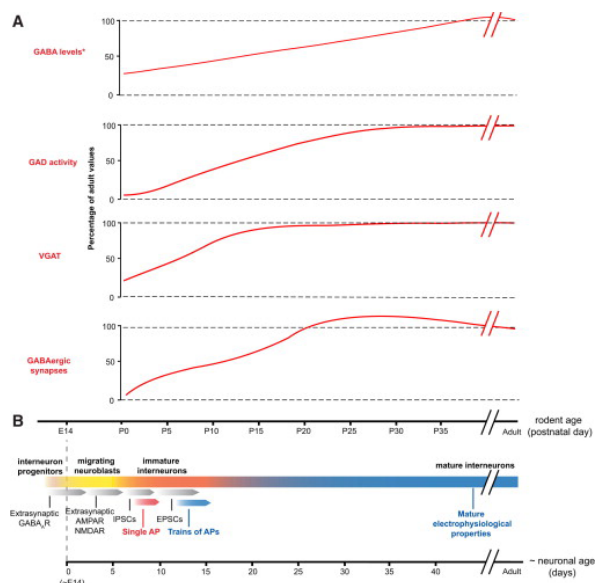 A
GABA levels*
100
50
0
Percentage of adult values
GAD activity
100
50
0
VGAT
100
50
0
GABAergic
synapses
100
50
0
B
E14
P0
P5
P10
P15
P20
P25
P30
P35
Adult
rodent age
(postnatal day)
interneuron
progenitors
migrating
neuroblasts
immature
interneurons
mature interneurons
Extrasynaptic
GABAAR
Extrasynaptic
AMPAR
NMDAR
IPSCs
Single AP
EPSCs
Trains of APs
Mature
electrophysiological
properties
0
5
10
15
20
25
30
35
40
Adult
~ neuronal age
(days)
(~E14)